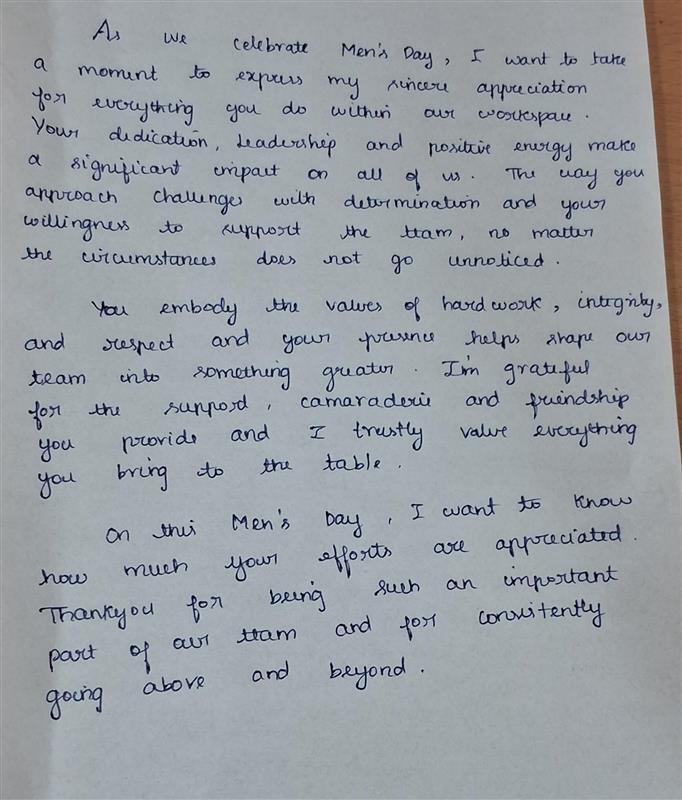 As we celebrate Men's Day, I want to take
a moment to express my sincere appreciation
for everything you do within our workspace.
Your dedication, leadership and positive energy make
a significant impact on all of us. The way you
approach challenges with determination and your
willingness to support the team, no matter
the circumstances does not go unnoticed.
You embody the values of hardwork, integrity,
and respect and your presence helps shape our
team into something greater. I'm grateful
for the support, camaraderie and friendship
you provide and I trustly value everything
you bring to the table.
On this Men's Day, I want to know
how much your efforts are appreciated.
Thankyou for being such an important
part of our team and for consitently
going above and beyond.